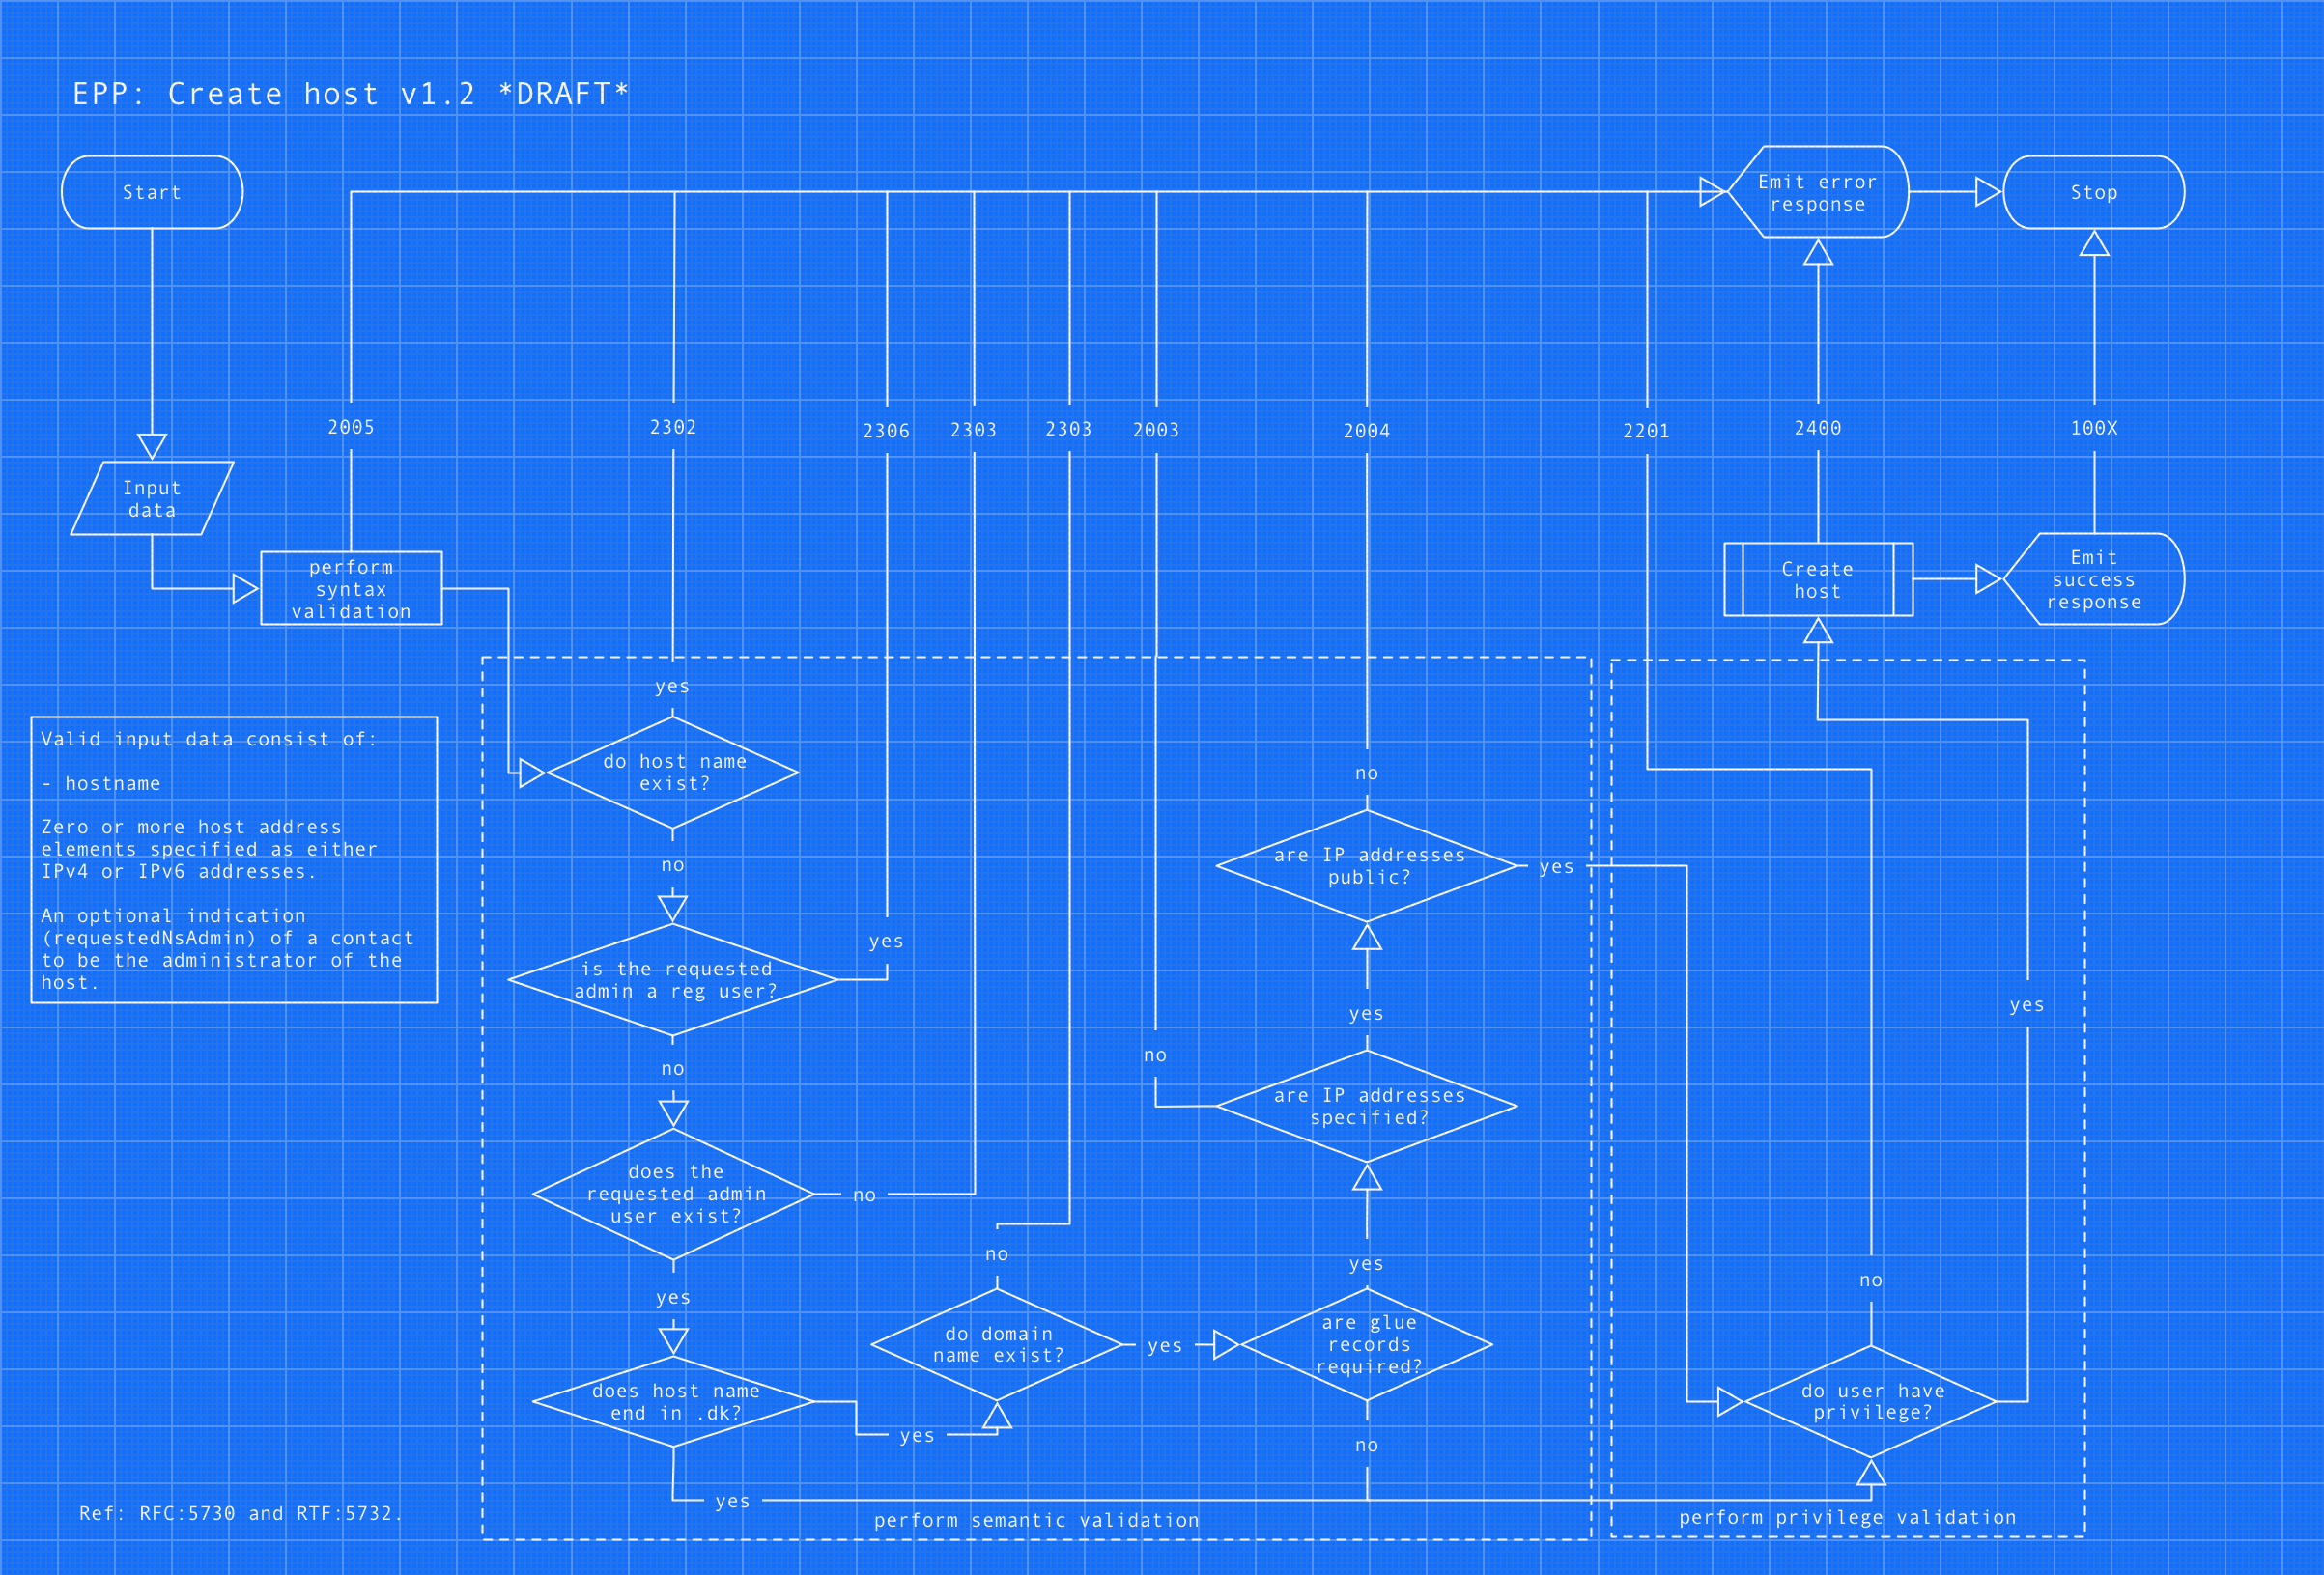 EPP: Create host v1.2 *DRAFT*
Start
Emit error
response
Stop
2005
2302
2306
2303
2303
2003
2004
2201
2400
100X
Input
data
perform
syntax
validation
Create
host
Emit
success
response
Valid input data consist of:
- hostname
Zero or more host address
elements specified as either
IPv4 or IPv6 addresses.
An optional indication
(requestedNsAdmin) of a contact
to be the administrator of the
host.
yes
do host name
exist?
no
is the requested
admin a reg user?
yes
no
does the
requested admin
user exist?
no
yes
does host name
end in .dk?
yes
yes
do domain
name exist?
no
yes
are glue
records
required?
yes
no
are IP addresses
specified?
no
yes
are IP addresses
public?
no
yes
do user have
privilege?
no
yes
perform semantic validation
perform privilege validation
Ref: RFC:5730 and RTF:5732.